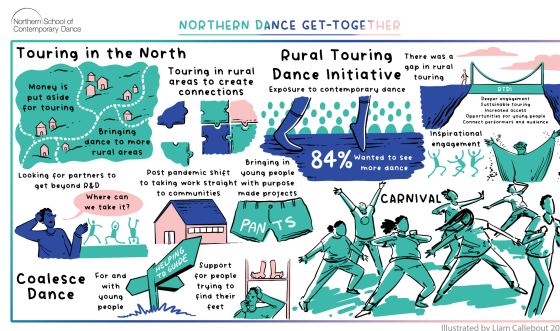 Northern School of
Contemporary Dance
NORTHERN DANCE GET-TOGETHER
Touring in the North
Money is
put aside
for touring
Bringing
dance to more
rural areas
Touring in rural
areas to create
connections
Rural Touring
Dance Initiative
Exposure to contemporary dance
84% Wanted to see
more dance
There was a
gap in rural
touring
RTDI
Deeper engagement
Sustainable touring
Increased access
Opportunities for young people
Connect performers and audience
Inspirational
engagement
Looking for partners to
get beyond R&D
Where can
we take it?
Post pandemic shift
to taking work straight
to communities
Bringing in
young people
with purpose
made projects
PANTS
CARNIVAL
Coalesce
Dance
For and
with
young
people
HELPING
TO GUIDE
Support
for people
trying to
find their
feet
Illustrated by Liam Callebout 20